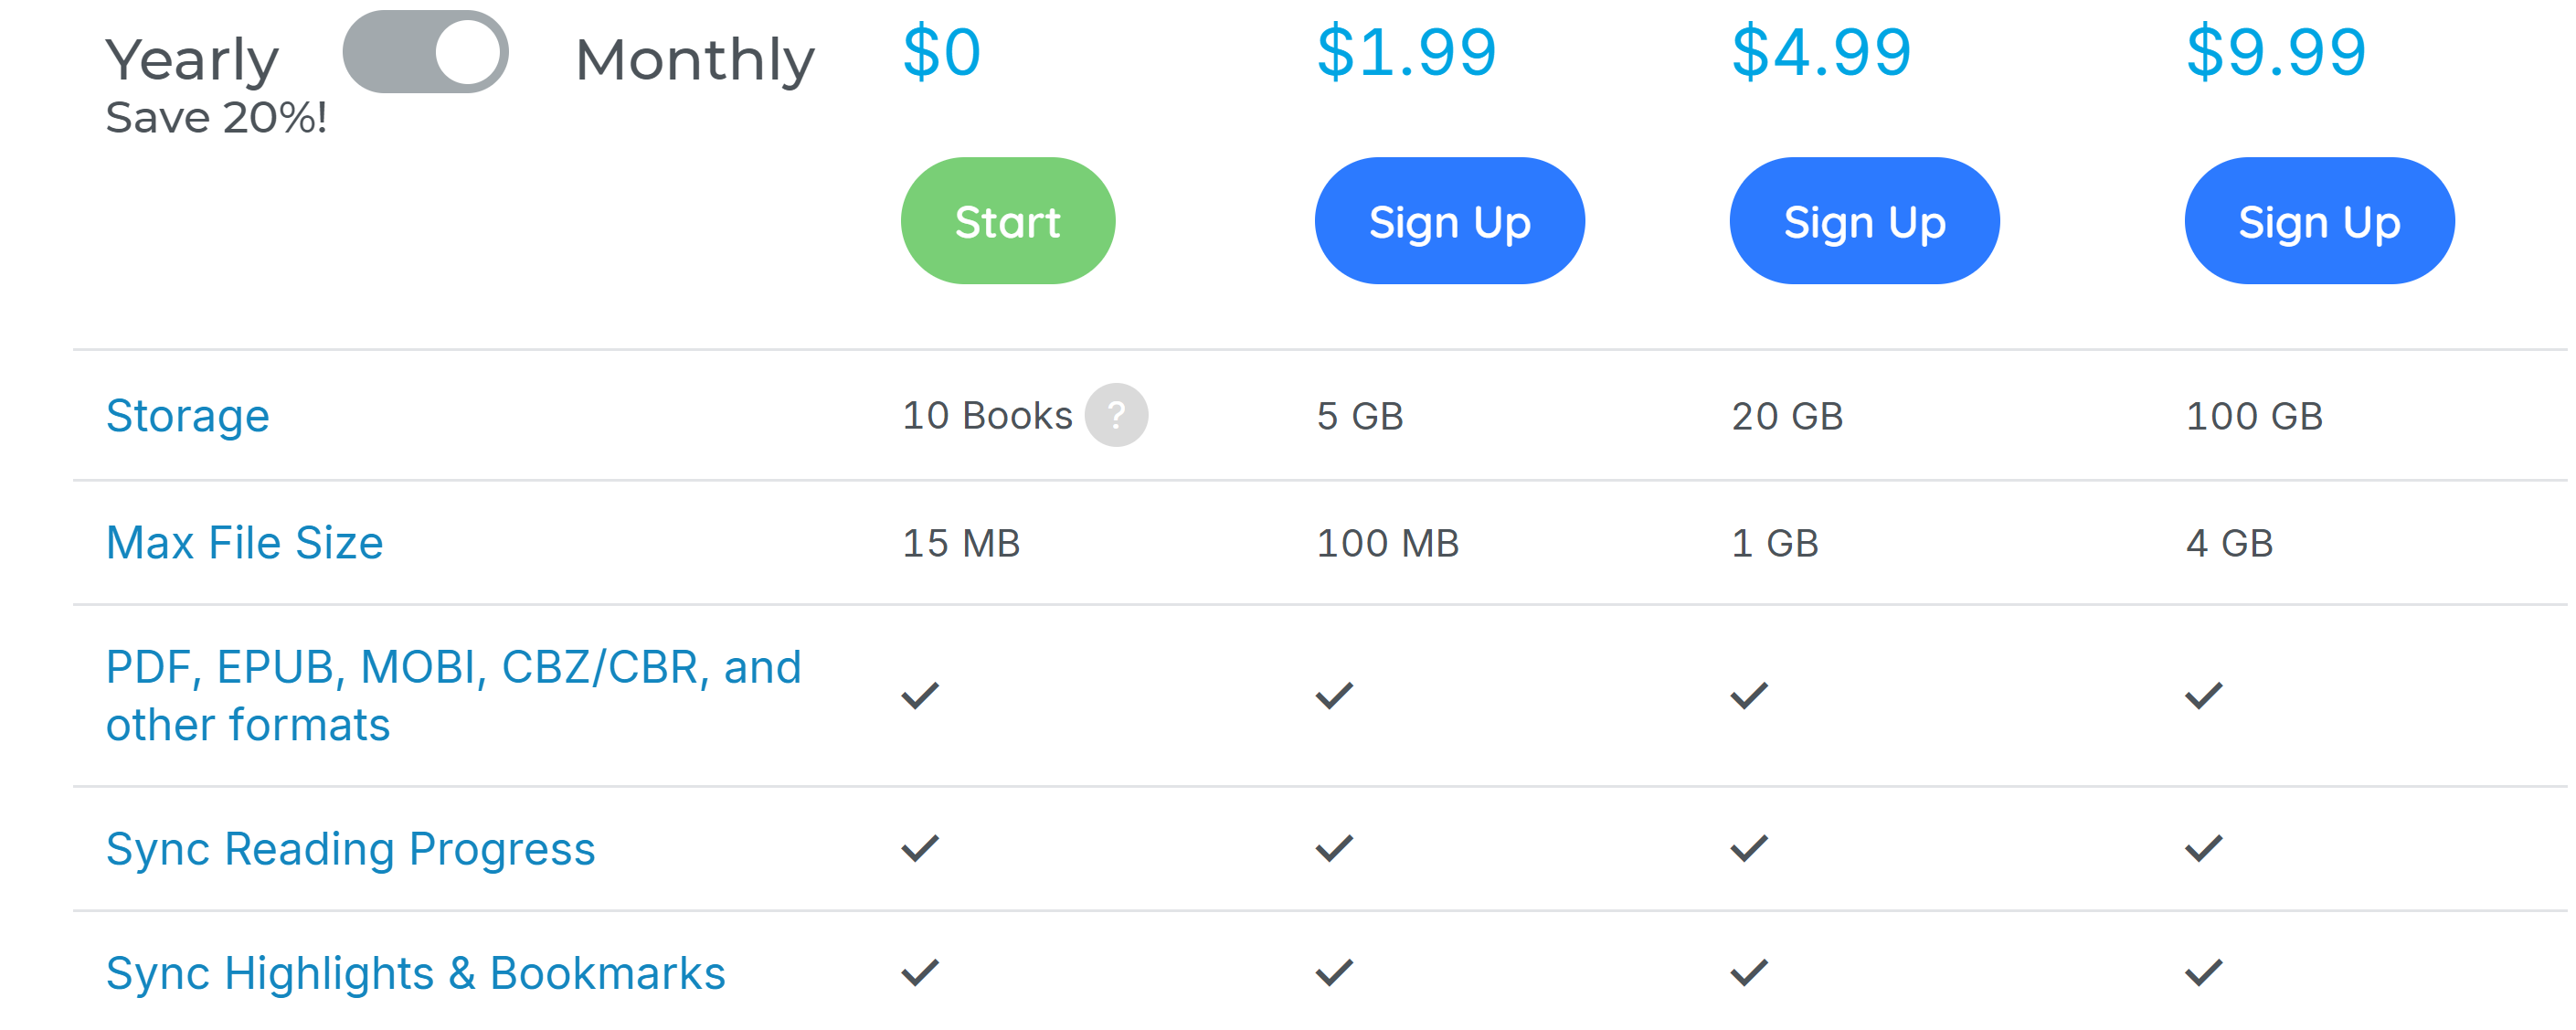 Yearly Monthly $0 $1.99 $4.99 $9.99
Save 20%!
Start Sign Up Sign Up Sign Up
Storage 10 Books ? 5 GB 20 GB 100 GB
Max File Size 15 MB 100 MB 1 GB 4 GB
PDF, EPUB, MOBI, CBZ/CBR, and
other formats
Sync Reading Progress
Sync Highlights & Bookmarks